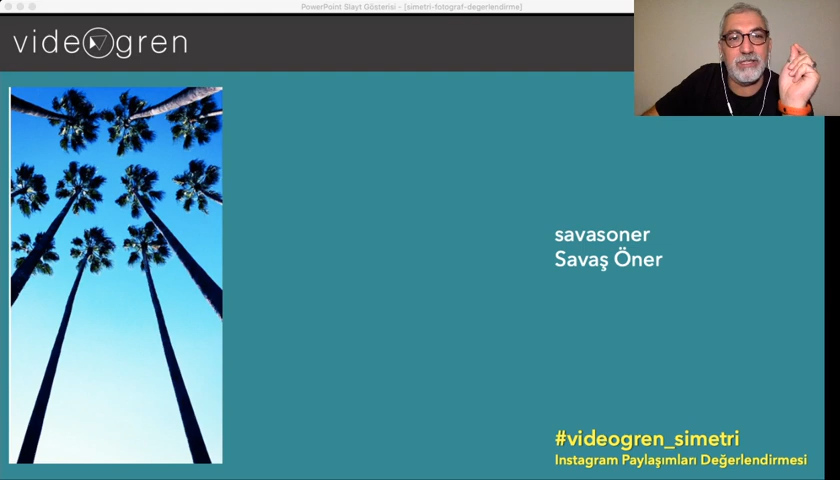 PowerPoint Slayt Gösterisi - [simetri-fotograf-degerlendirme]
videogren
savasoner
Savaş Öner
#videogren_simetri
Instagram Paylaşımları Değerlendirmesi